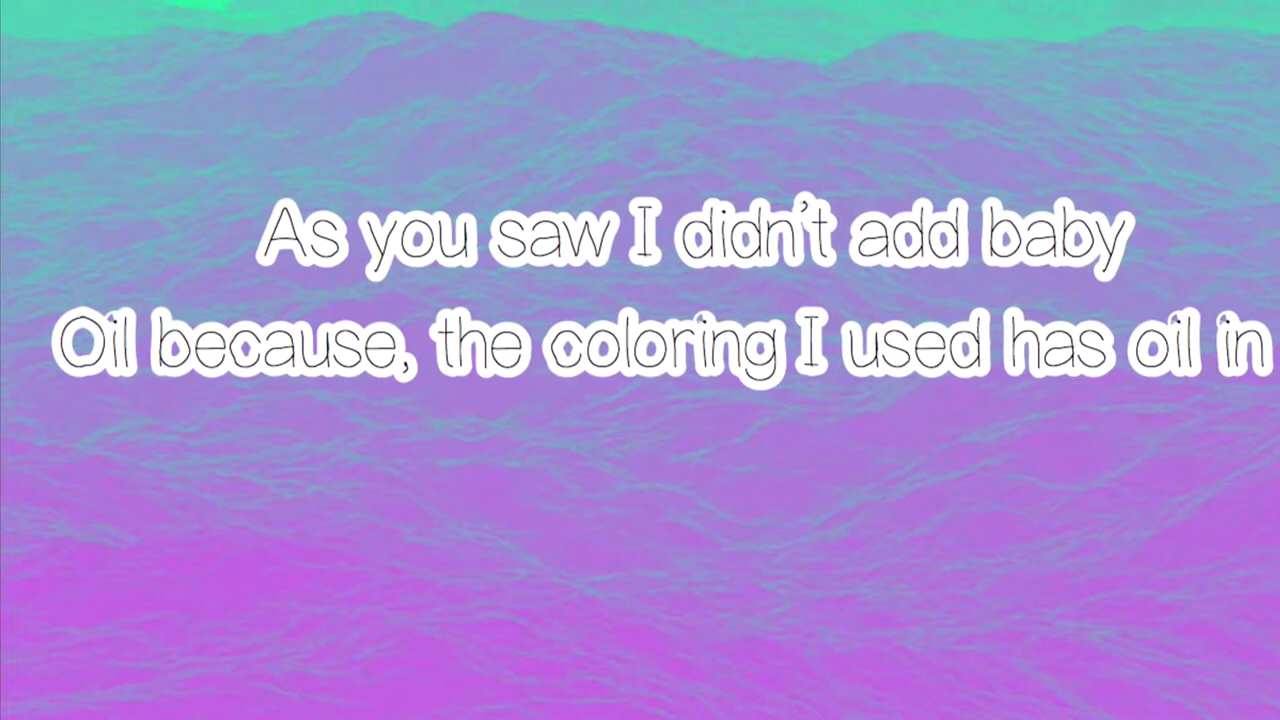 As you saw I didn't add baby
Oil because, the coloring I used has oil in